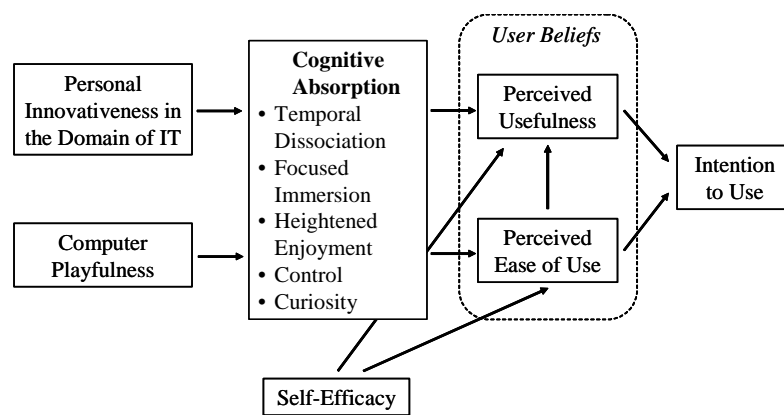 User Beliefs
Cognitive
Absorption
• Temporal
Dissociation
• Focused
Immersion
• Heightened
Enjoyment
• Control
• Curiosity
Personal
Innovativeness in
the Domain of IT
Computer
Playfulness
Perceived
Usefulness
Perceived
Ease of Use
Intention
to Use
Self-Efficacy